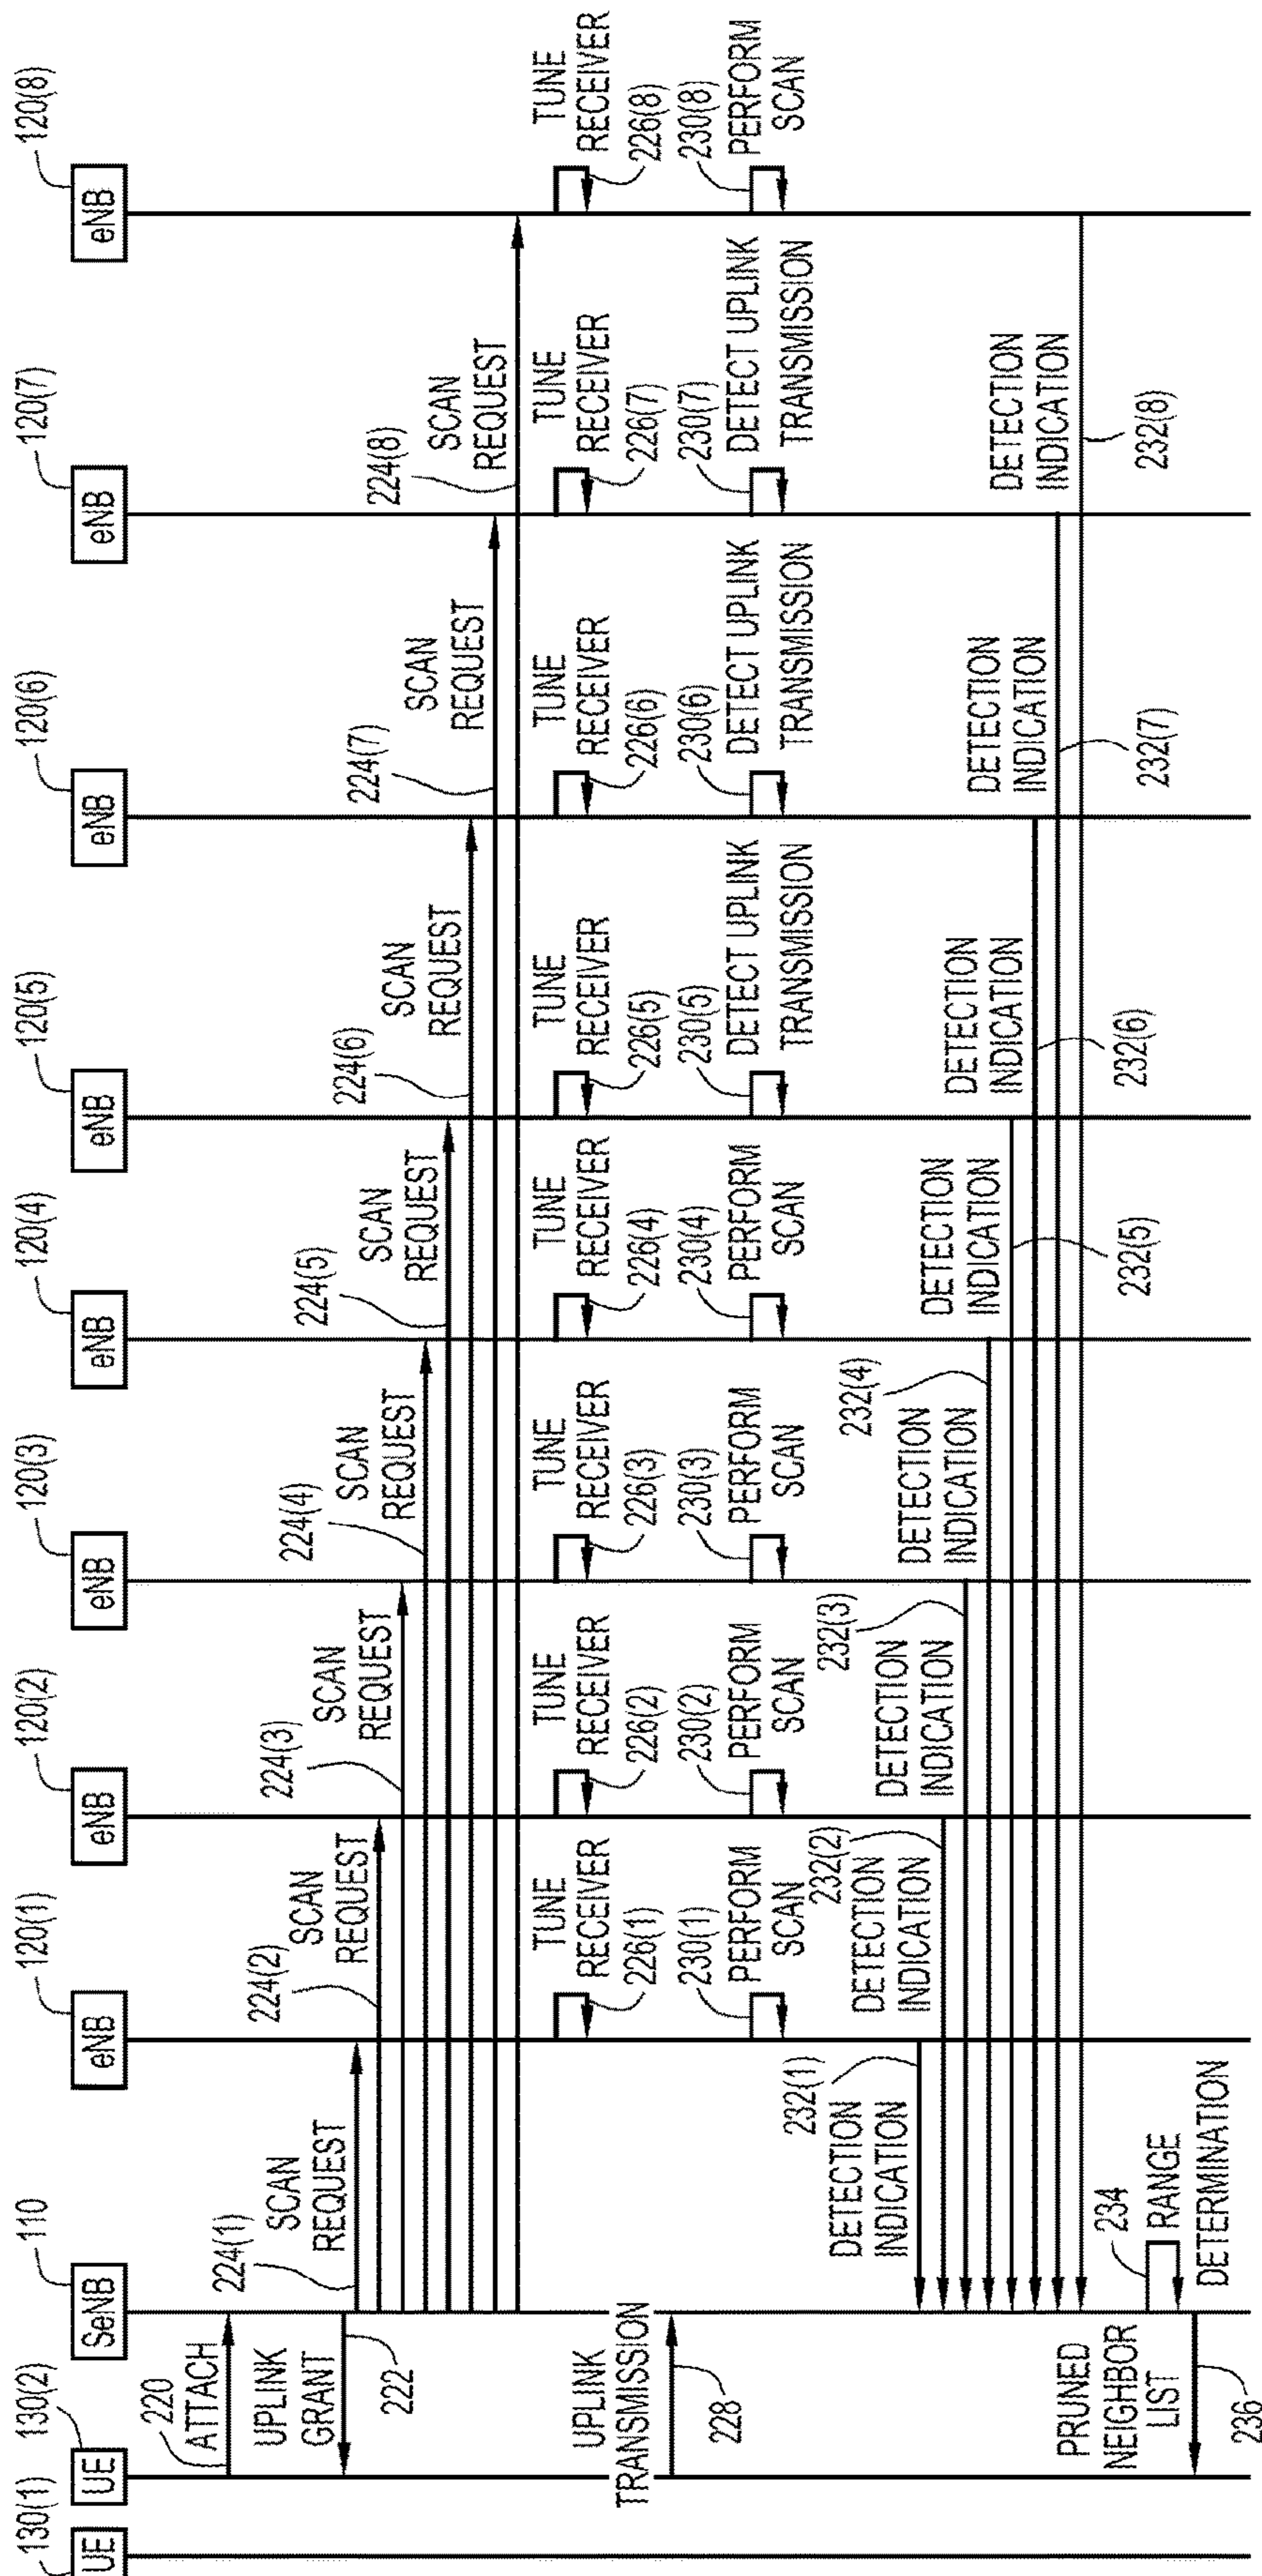 130(1)
130(2)
110
120(1)
120(2)
120(3)
120(4)
120(5)
120(6)
120(7)
120(8)
UE
UE
SeNB
eNB
eNB
eNB
eNB
eNB
eNB
eNB
eNB
220
ATTACH
UPLINK
GRANT
222
224(1)
SCAN
REQUEST
224(2)
SCAN
REQUEST
224(3)
SCAN
REQUEST
224(4)
SCAN
REQUEST
224(5)
SCAN
REQUEST
224(6)
SCAN
REQUEST
224(7)
SCAN
REQUEST
224(8)
SCAN
REQUEST
TUNE
RECEIVER
226(1)
TUNE
RECEIVER
226(2)
TUNE
RECEIVER
226(3)
TUNE
RECEIVER
226(4)
TUNE
RECEIVER
226(5)
TUNE
RECEIVER
226(6)
TUNE
RECEIVER
226(7)
TUNE
RECEIVER
226(8)
UPLINK
TRANSMISSION
228
230(1)
PERFORM
SCAN
230(2)
PERFORM
SCAN
230(3)
PERFORM
SCAN
230(4)
PERFORM
SCAN
230(5)
DETECT UPLINK
TRANSMISSION
230(6)
DETECT UPLINK
TRANSMISSION
230(7)
DETECT UPLINK
TRANSMISSION
230(8)
PERFORM
SCAN
232(1)
DETECTION
INDICATION
232(2)
DETECTION
INDICATION
232(3)
DETECTION
INDICATION
232(4)
DETECTION
INDICATION
DETECTION
INDICATION
232(5)
DETECTION
INDICATION
232(6)
DETECTION
INDICATION
232(7)
DETECTION
INDICATION
232(8)
234
RANGE
DETERMINATION
PRUNED
NEIGHBOR
LIST
236